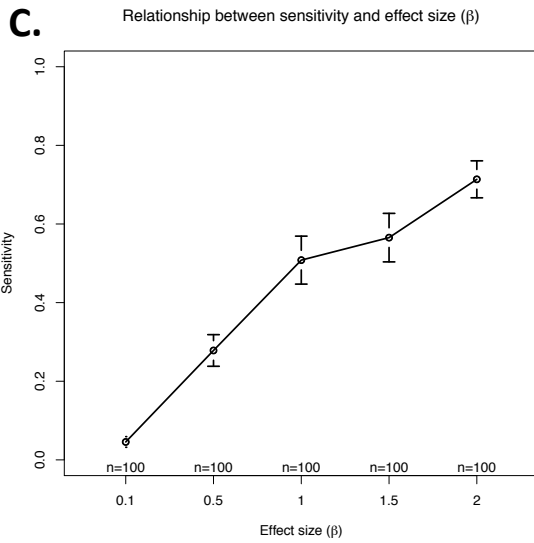 C.
Relationship between sensitivity and effect size (β)
Sensitivity
1.0
0.8
0.6
0.4
0.2
0.0
n=100 n=100 n=100 n=100 n=100
0.1 0.5 1 1.5 2
Effect size (β)